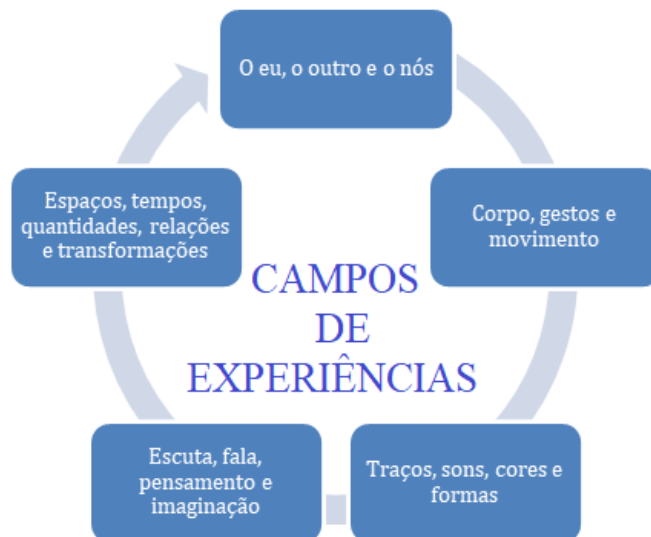 O eu, o outro e o nós
Corpo, gestos e
movimento
Traços, sons, cores e
formas
Escuta, fala,
pensamento e
imaginação
Espaços, tempos,
quantidades, relações
e transformações
CAMPOS
DE
EXPERIÊNCIAS